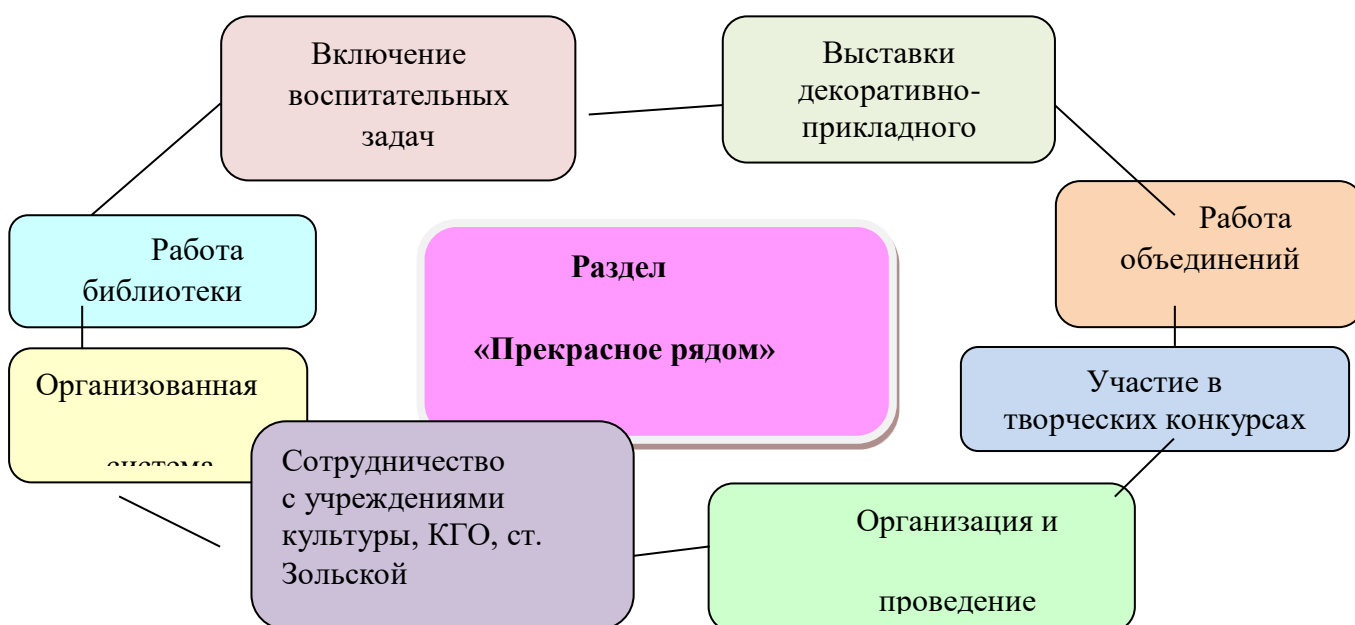 Включение
воспитательных
задач
Выставки
декоративно-
прикладного
Работа
библиотеки
Раздел
«Прекрасное рядом»
Работа
объединений
Организованная
система
Участие в
творческих конкурсах
Сотрудничество
с учреждениями
культуры, КГО, ст.
Зольской
Организация и
проведение